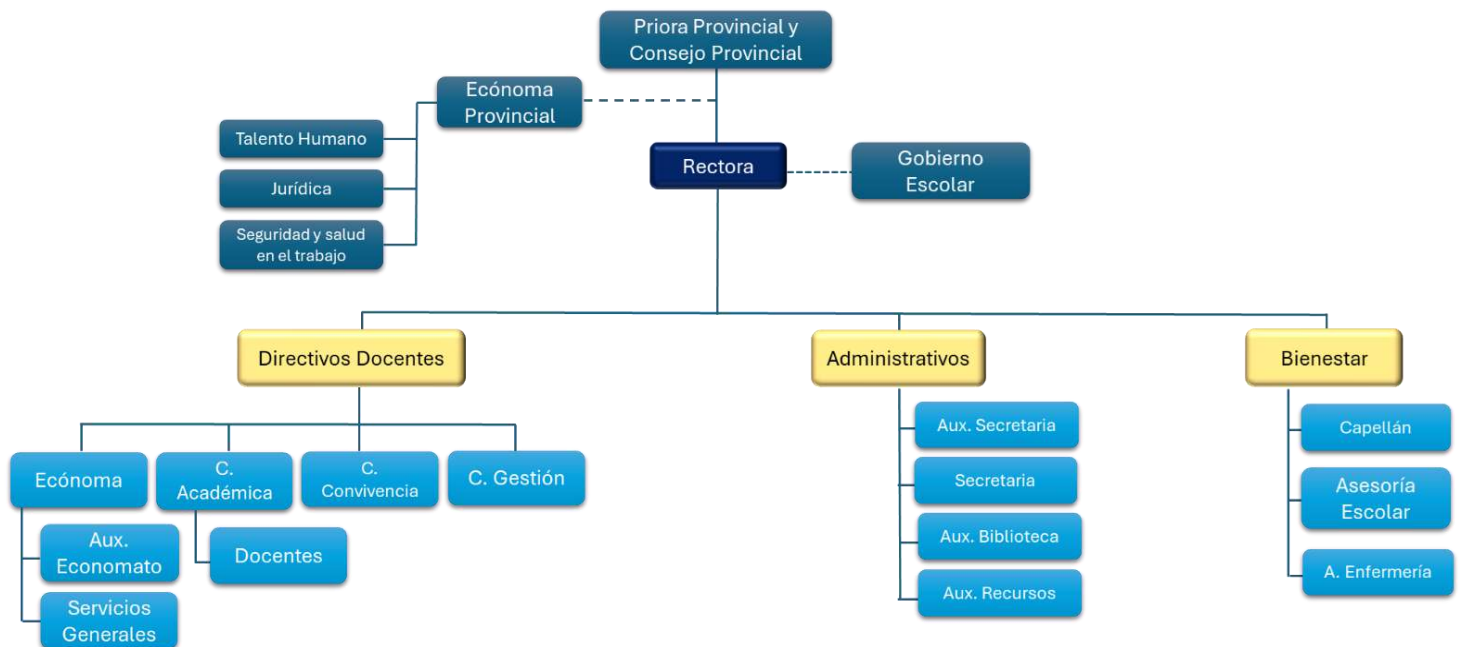 Priora Provincial y
Consejo Provincial
Ecónoma
Provincial
Talento Humano
Jurídica
Seguridad y salud
en el trabajo
Rectora
Gobierno
Escolar
Directivos Docentes
Administrativos
Bienestar
Ecónoma
C.
Académica
C.
Convivencia
C. Gestión
Aux.
Economato
Docentes
Servicios
Generales
Aux. Secretaria
Secretaria
Aux. Biblioteca
Aux. Recursos
Capellán
Asesoría
Escolar
A. Enfermería